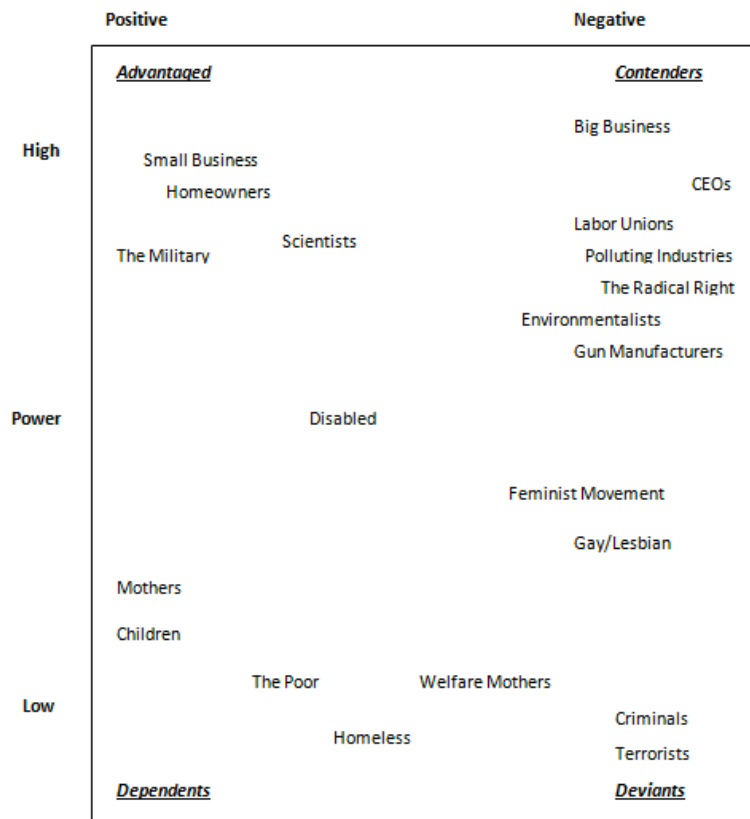 Positive Negative
Advantaged Contenders
Big Business
High
Small Business
CEOs
Homeowners
Labor Unions
Scientists
The Military Polluting Industries
The Radical Right
Environmentalists
Gun Manufacturers
Power Disabled
Feminist Movement
Gay/Lesbian
Mothers
Children
The Poor Welfare Mothers
Low
Criminals
Homeless
Terrorists
Dependents Deviants